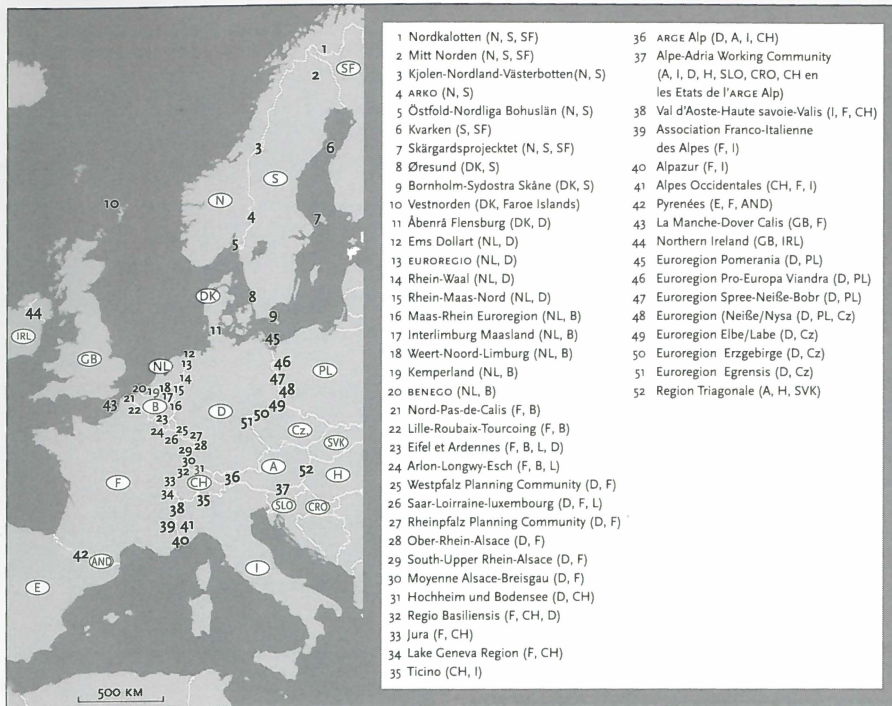 1
SF
2
3
6
S
10
N
4
7
5
DK
8
9
44
11
IRL
45
12
GB
NL
13
46
PL
14
47
20 19 18 15
48
21
17
43
B
16
D
49
22
50
23
51
24 25
27
Cz
26
28
29
SVK
30
F
32 31
A
52
H
33
CH
36
34
35
37
38
SLO
CRO
39 41
40
42
AND
E
I
500 KM
1 Nordkalotten (N, S, SF)
2 Mitt Norden (N, S, SF)
3 Kjolen-Nordland-Västerbotten(N, S)
4 ARKO (N, S)
5 Östfold-Nordliga Bohuslän (N, S)
6 Kvarken (S, SF)
7 Skärgardsprojecktet (N, S, SF)
8 Øresund (DK, S)
9 Bornholm-Sydostra Skåne (DK, S)
10 Vestnorden (DK, Faroe Islands)
11 Åbenrå Flensburg (DK, D)
12 Ems Dollart (NL, D)
13 EUROREGIO (NL, D)
14 Rhein-Waal (NL, D)
15 Rhein-Maas-Nord (NL, D)
16 Maas-Rhein Euroregion (NL, B)
17 Interlimburg Maasland (NL, B)
18 Weert-Noord-Limburg (NL, B)
19 Kemperland (NL, B)
20 BENEGO (NL, B)
21 Nord-Pas-de-Calis (F, B)
22 Lille-Roubaix-Tourcoing (F, B)
23 Eifel et Ardennes (F, B, L, D)
24 Arlon-Longwy-Esch (F, B, L)
25 Westpfalz Planning Community (D, F)
26 Saar-Loirraine-luxembourg (D, F, L)
27 Rheinpfalz Planning Community (D, F)
28 Ober-Rhein-Alsace (D, F)
29 South-Upper Rhein-Alsace (D, F)
30 Moyenne Alsace-Breisgau (D, F)
31 Hochheim und Bodensee (D, CH)
32 Regio Basiliensis (F, CH, D)
33 Jura (F, CH)
34 Lake Geneva Region (F, CH)
35 Ticino (CH, I)
36 ARGE Alp (D, A, I, CH)
37 Alpe-Adria Working Community
(A, I, D, H, SLO, CRO, CH en
les Etats de l'ARGE Alp)
38 Val d'Aoste-Haute savoie-Valis (I, F, CH)
39 Association Franco-Italienne
des Alpes (F, I)
40 Alpazur (F, I)
41 Alpes Occidentales (CH, F, I)
42 Pyrenées (E, F, AND)
43 La Manche-Dover Calis (GB, F)
44 Northern Ireland (GB, IRL)
45 Euroregion Pomerania (D, PL)
46 Euroregion Pro-Europa Viandra (D, PL)
47 Euroregion Spree-Neiße-Bobr (D, PL)
48 Euroregion (Neiße/Nysa (D, PL, Cz)
49 Euroregion Elbe/Labe (D, Cz)
50 Euroregion Erzgebirge (D, Cz)
51 Euroregion Egrensis (D, Cz)
52 Region Triagonale (A, H, SVK)